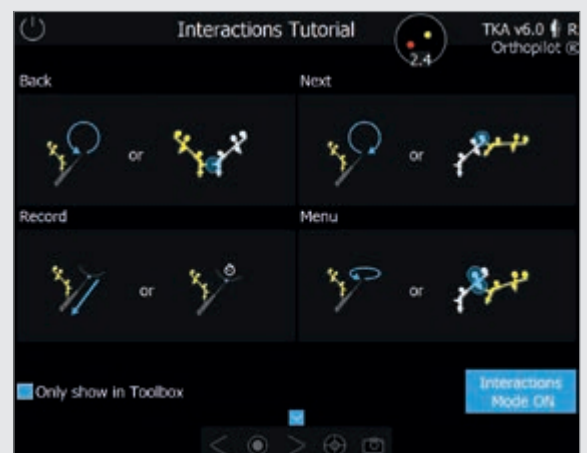 Interactions Tutorial
2.4
TKA v6.0 R
Orthopilot ®
Back
Next
or
or
Record
Menu
or
or
Only show in Toolbox
Interactions
Mode ON